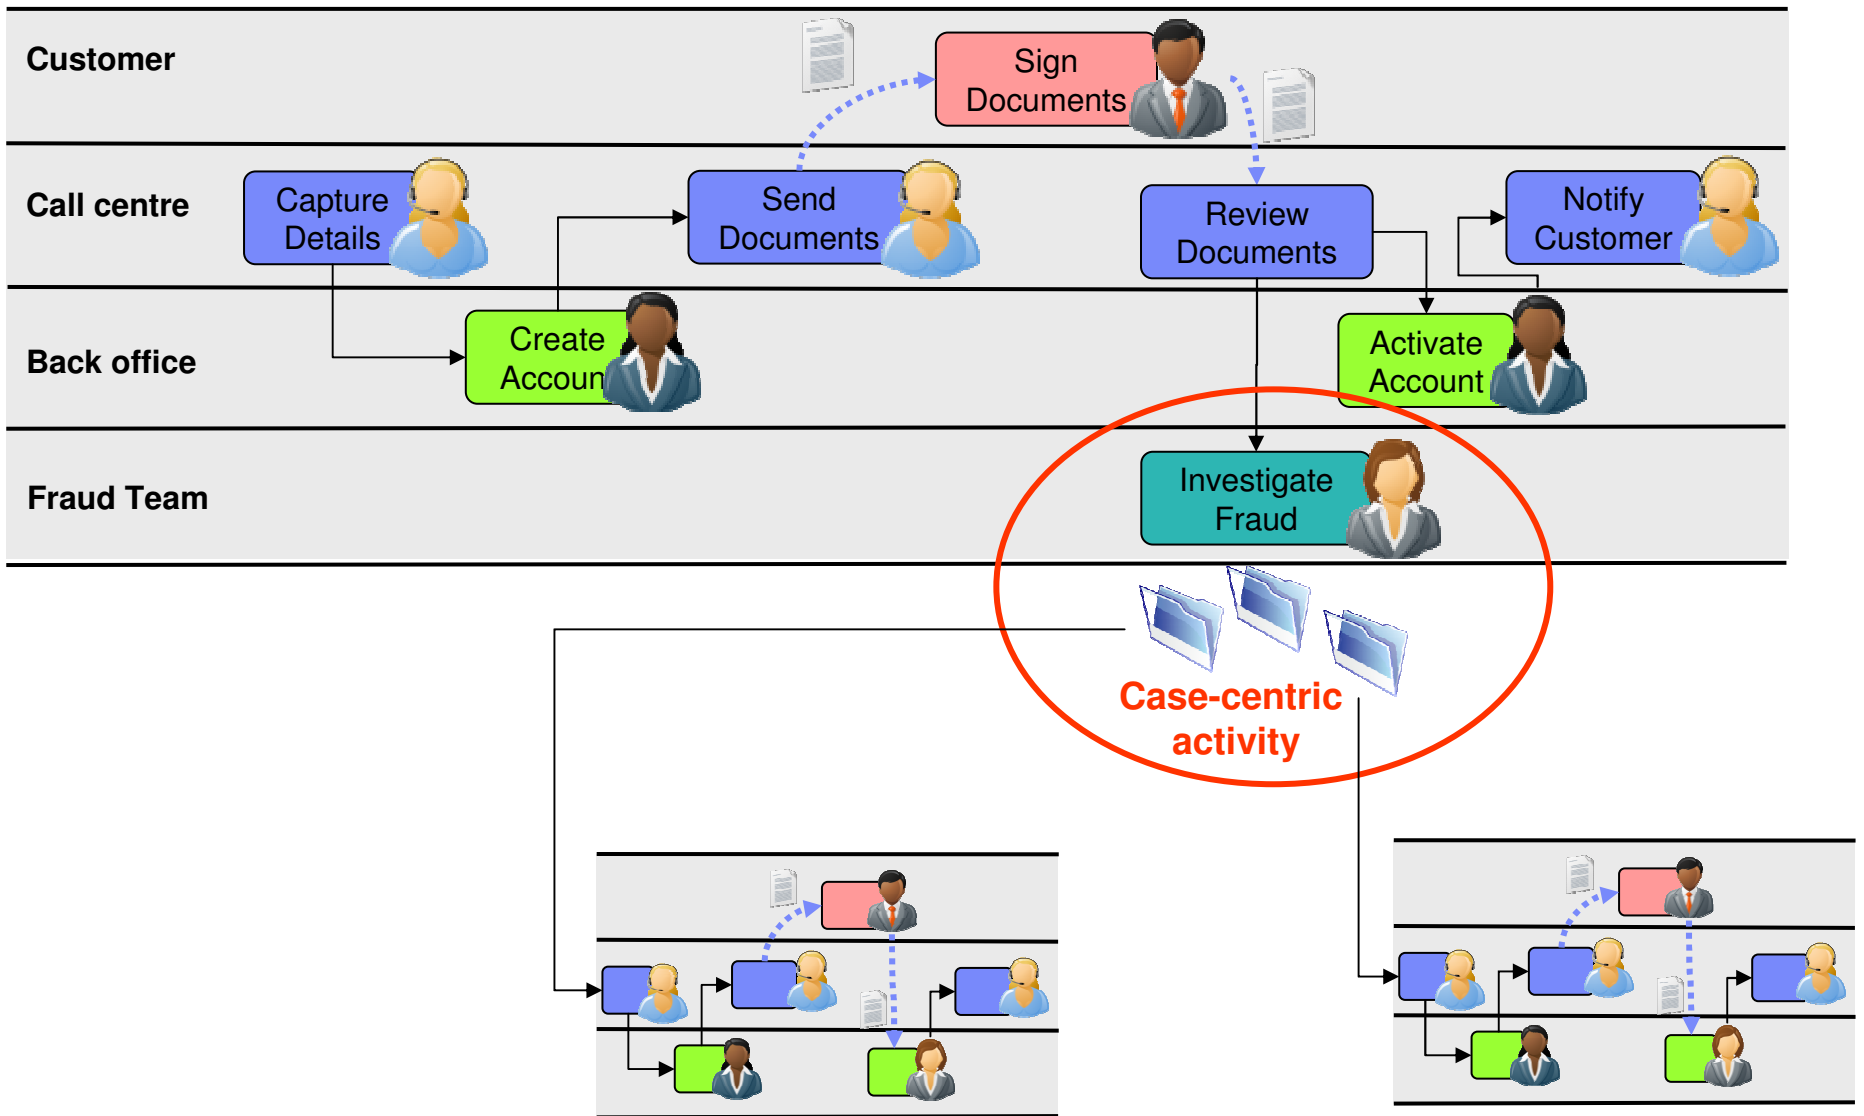 Customer
Sign
Documents
Call centre
Capture
Details
Send
Documents
Review
Documents
Notify
Customer
Back office
Create
Accoun
Activate
Account
Fraud Team
Investigate
Fraud
Case-centric
activity